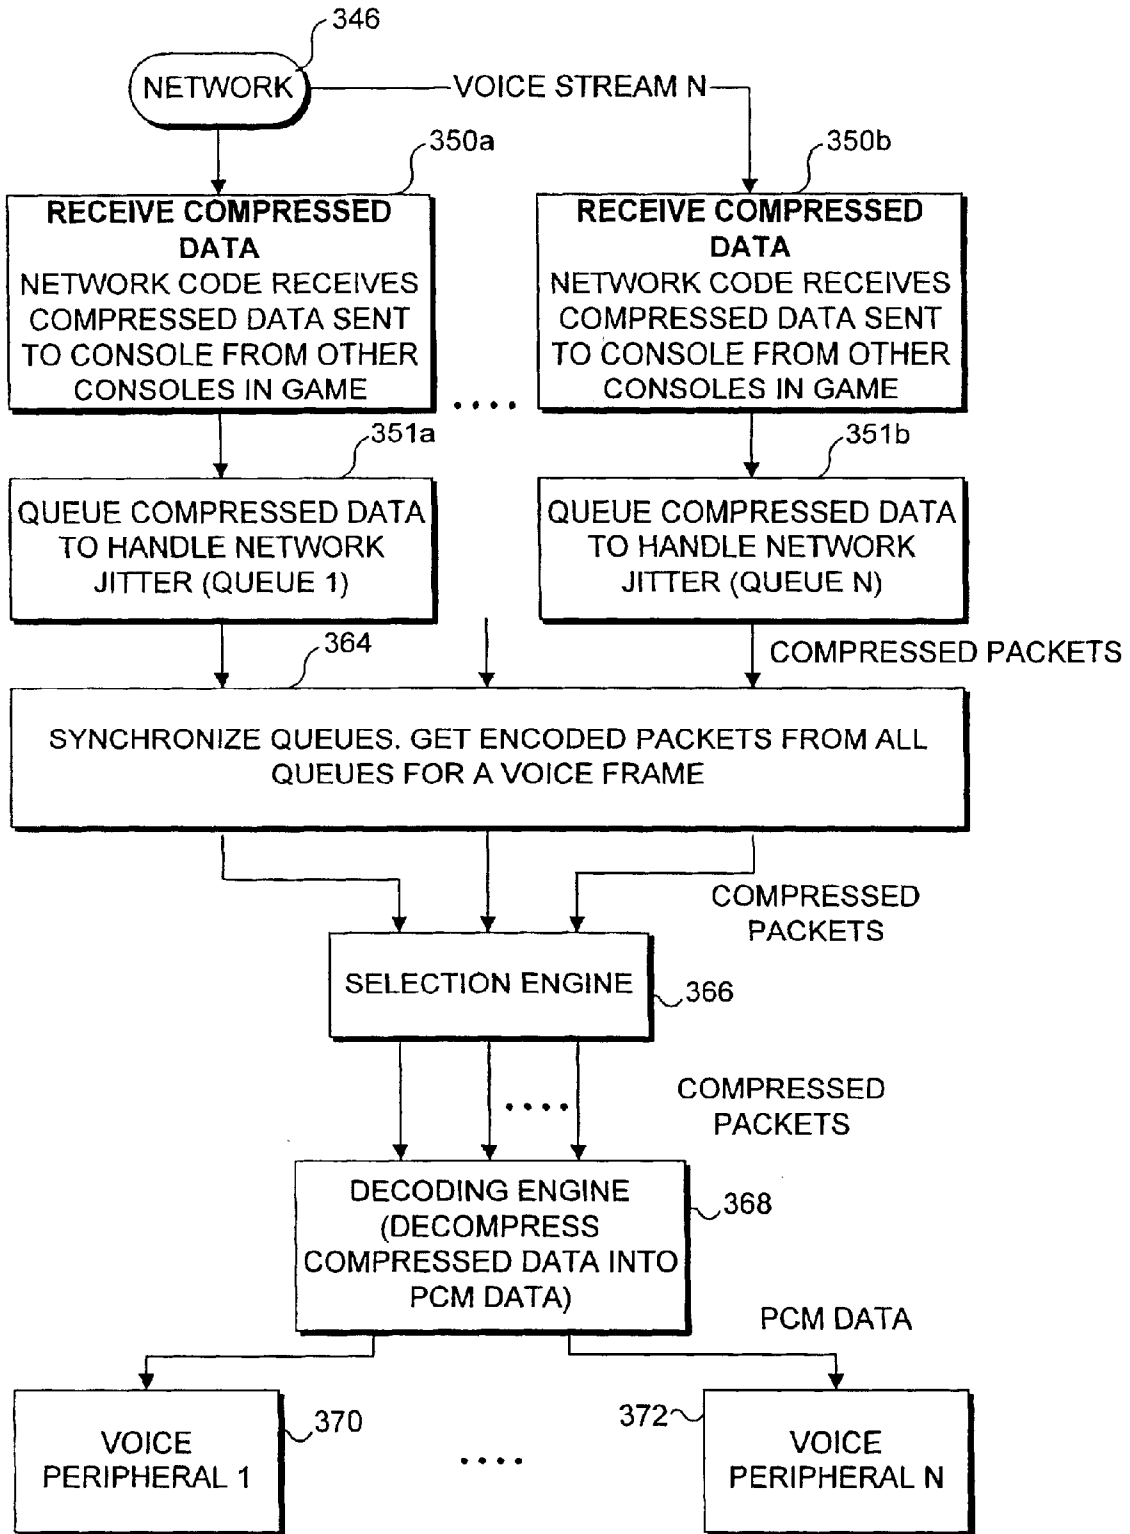 346
NETWORK
VOICE STREAM N
350a
350b
RECEIVE COMPRESSED
DATA
NETWORK CODE RECEIVES
COMPRESSED DATA SENT
TO CONSOLE FROM OTHER
CONSOLES IN GAME
RECEIVE COMPRESSED
DATA
NETWORK CODE RECEIVES
COMPRESSED DATA SENT
TO CONSOLE FROM OTHER
CONSOLES IN GAME
351a
351b
QUEUE COMPRESSED DATA
TO HANDLE NETWORK
JITTER (QUEUE 1)
QUEUE COMPRESSED DATA
TO HANDLE NETWORK
JITTER (QUEUE N)
364
COMPRESSED PACKETS
SYNCHRONIZE QUEUES. GET ENCODED PACKETS FROM ALL
QUEUES FOR A VOICE FRAME
COMPRESSED
PACKETS
SELECTION ENGINE
366
COMPRESSED
PACKETS
DECODING ENGINE
(DECOMPRESS
COMPRESSED DATA INTO
PCM DATA)
368
PCM DATA
VOICE
PERIPHERAL 1
370
372
VOICE
PERIPHERAL N